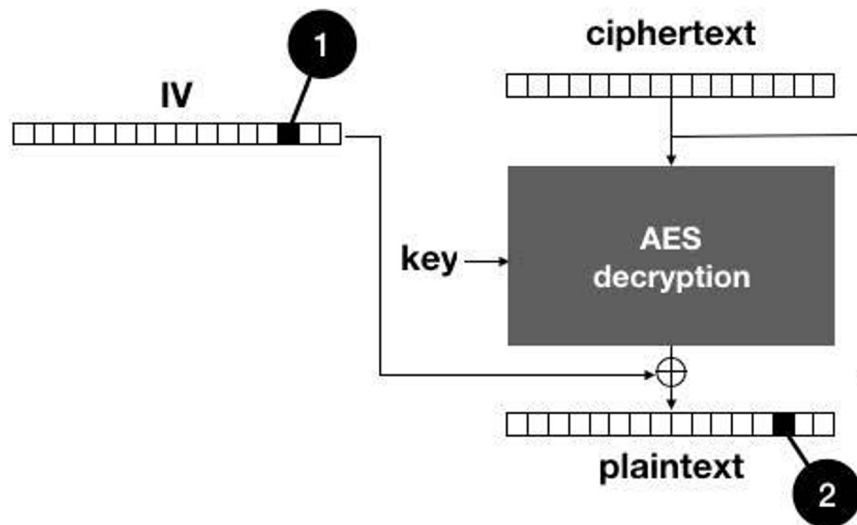 1
ciphertext
IV
key
AES
decryption
plaintext
2